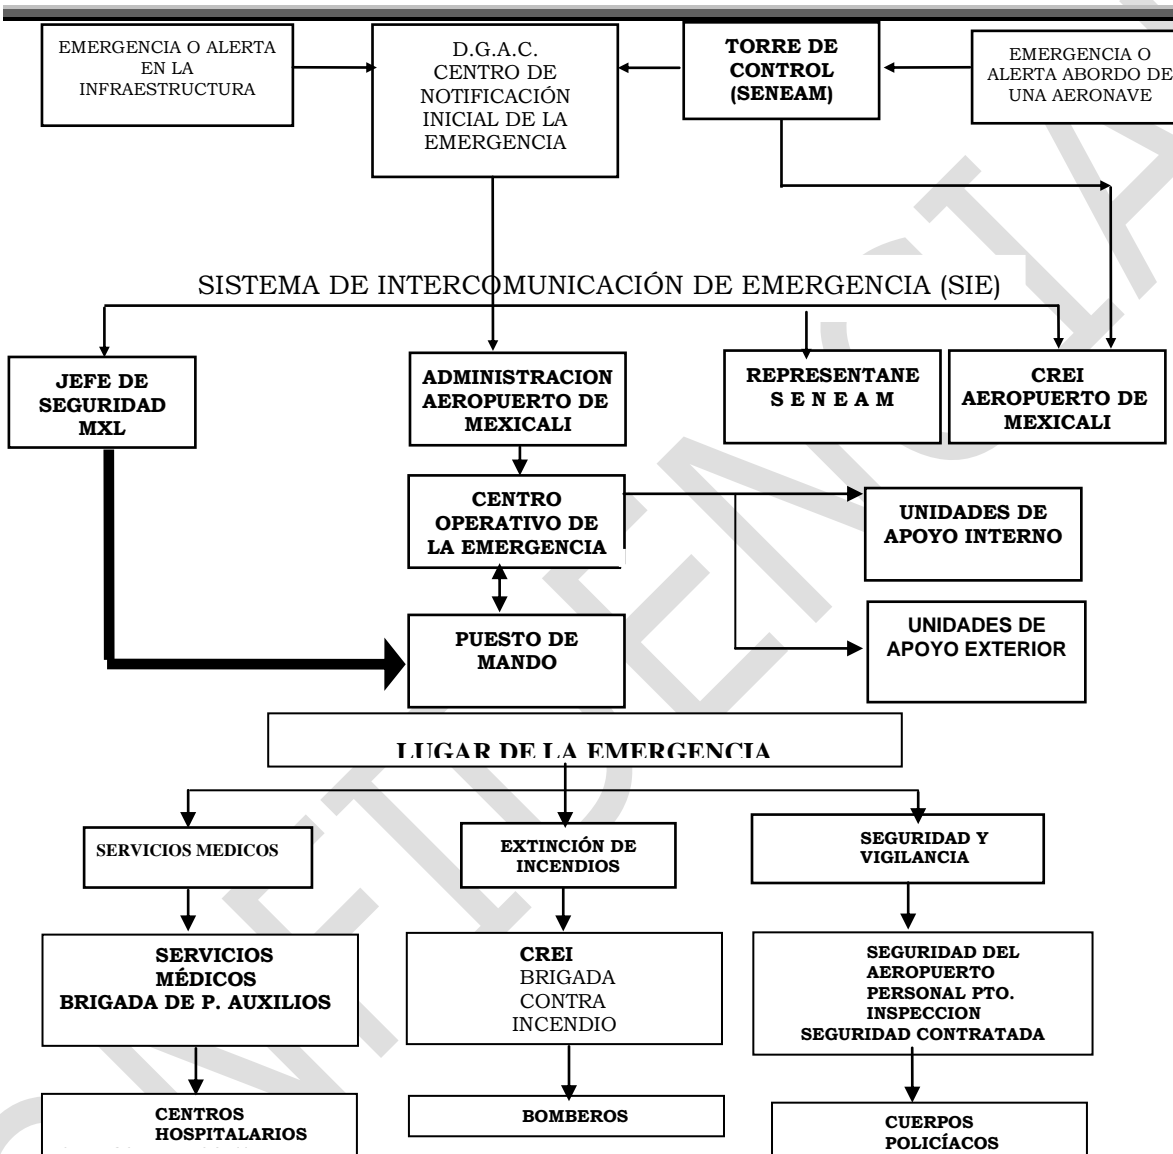 EMERGENCIA O ALERTA
EN LA
INFRAESTRUCTURA
D.G.A.C.
CENTRO DE
NOTIFICACIÓN
INICIAL DE LA
EMERGENCIA
TORRE DE
CONTROL
(SENEAM)
EMERGENCIA O
ALERTA ABORDO DE
UNA AERONAVE
SISTEMA DE INTERCOMUNICACIÓN DE EMERGENCIA (SIE)
JEFE DE
SEGURIDAD
MXL
ADMINISTRACION
AEROPUERTO DE
MEXICALI
REPRESENTANE
S E N E A M
CREI
AEROPUERTO DE
MEXICALI
CENTRO
OPERATIVO DE
LA EMERGENCIA
UNIDADES DE
APOYO INTERNO
PUESTO DE
MANDO
UNIDADES DE
APOYO EXTERIOR
LUGAR DE LA EMERGENCIA
SERVICIOS MEDICOS
EXTINCIÓN DE
INCENDIOS
SEGURIDAD Y
VIGILANCIA
SERVICIOS
MÉDICOS
BRIGADA DE P. AUXILIOS
CREI
BRIGADA
CONTRA
INCENDIO
SEGURIDAD DEL
AEROPUERTO
PERSONAL PTO.
INSPECCION
SEGURIDAD CONTRATADA
CENTROS
HOSPITALARIOS
BOMBEROS
CUERPOS
POLICÍACOS